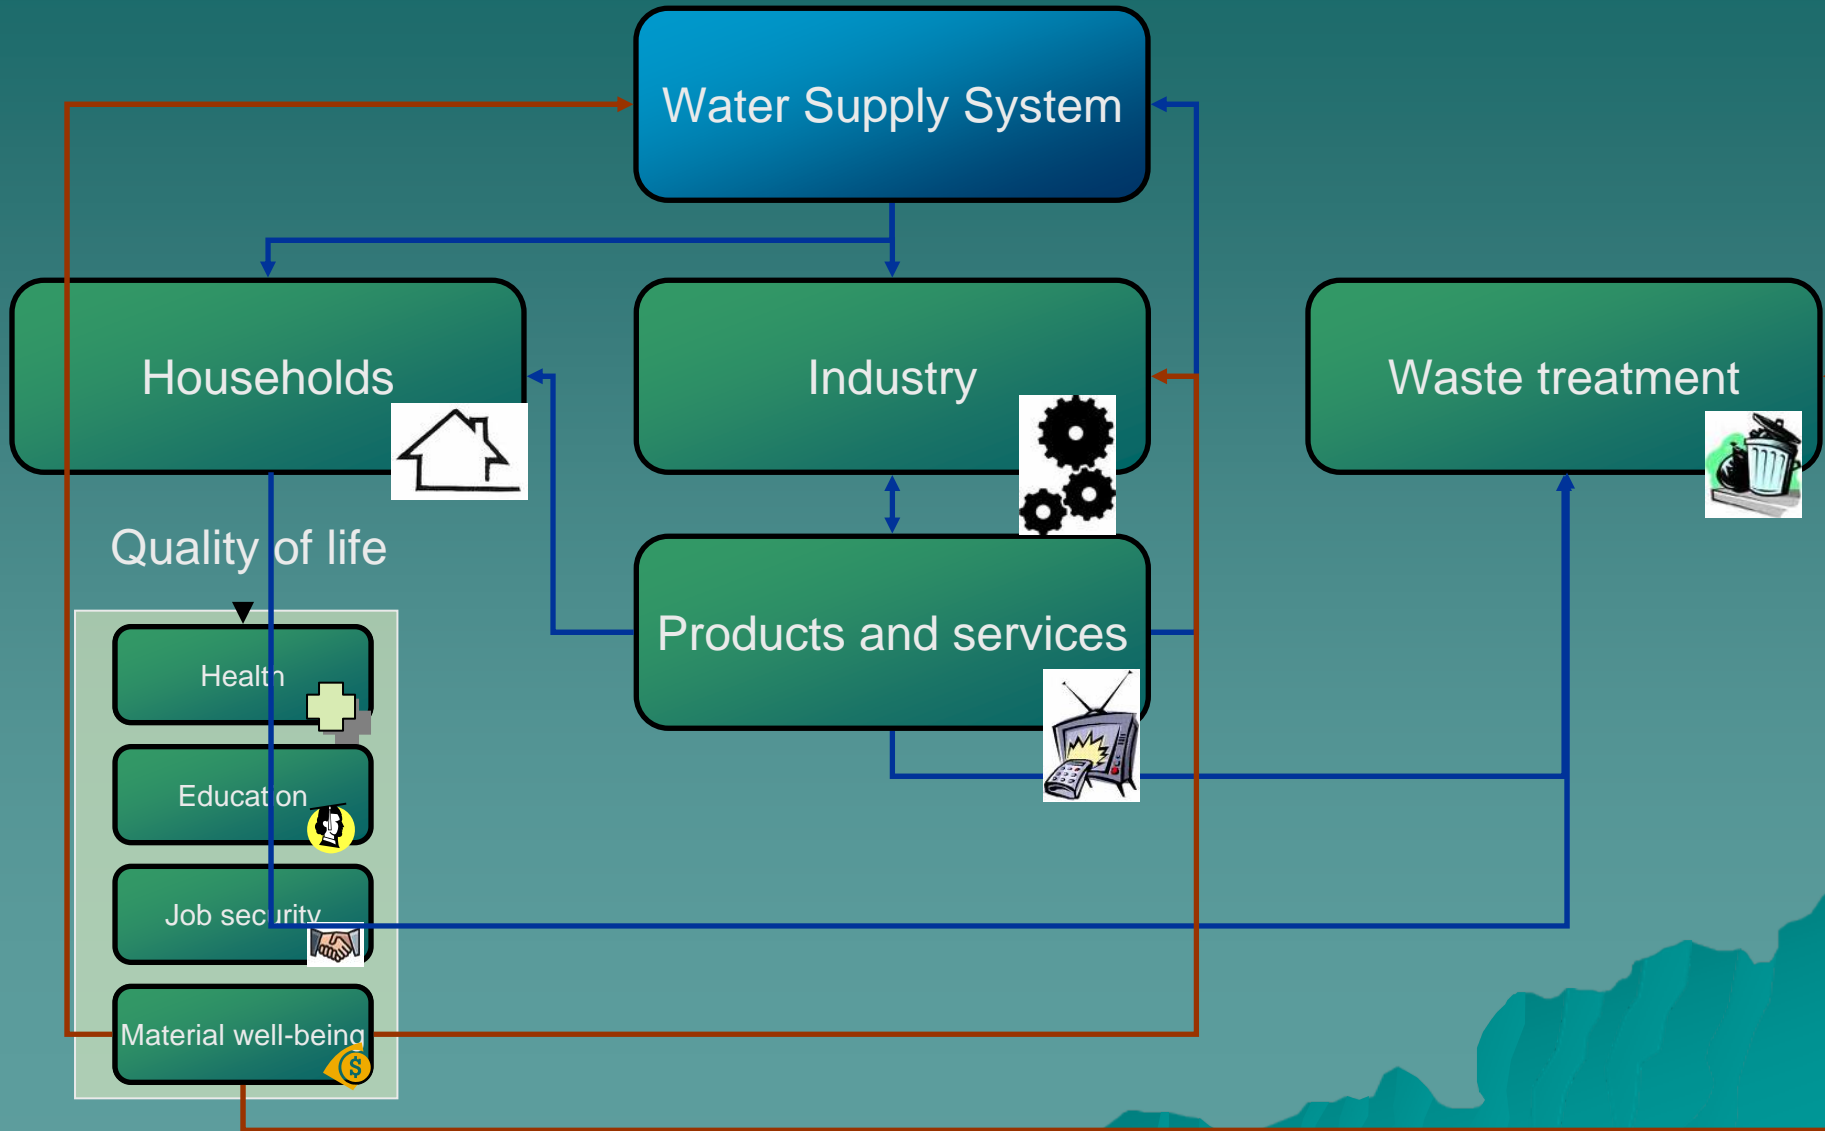 Water Supply System
Households
Industry
Waste treatment
Quality of life
Products and services
Health
Education
Job security
Material well-being
$